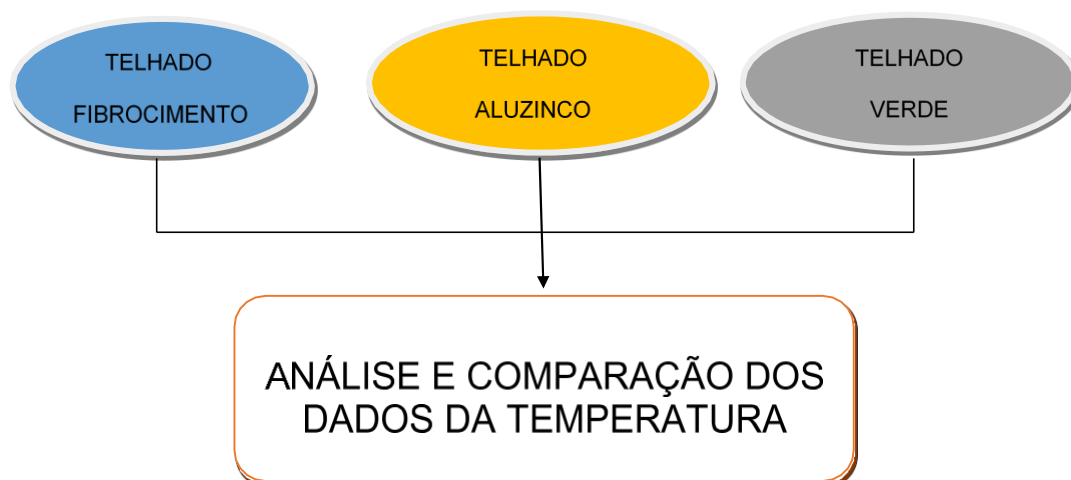 TELHADO
FIBROCIMENTO
TELHADO
ALUZINCO
TELHADO
VERDE
ANÁLISE E COMPARAÇÃO DOS
DADOS DA TEMPERATURA